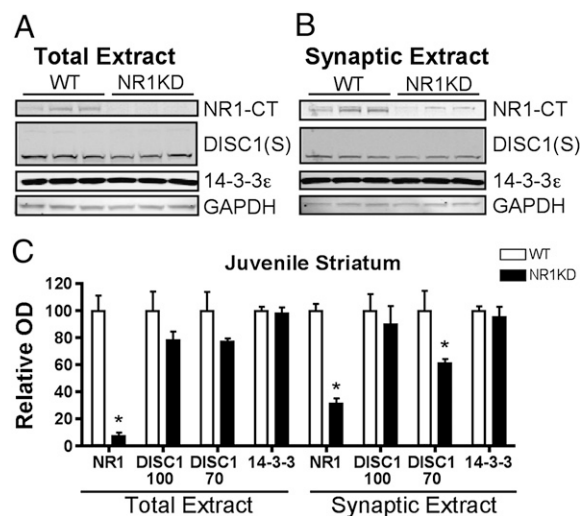 A
Total Extract
WT NR1KD
NR1-CT
DISC1(S)
14-3-3ε
GAPDH
B
Synaptic Extract
WT NR1KD
NR1-CT
DISC1(S)
14-3-3ε
GAPDH
C
Juvenile Striatum
WT
NR1KD
Relative OD
120
100
80
60
40
20
0
* * *
NR1 DISC1 100 DISC1 70 14-3-3 NR1 DISC1 100 DISC1 70 14-3-3
Total Extract Synaptic Extract